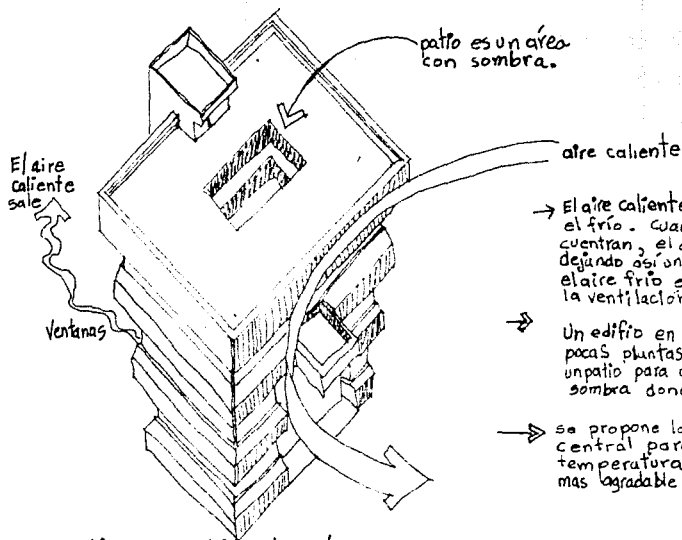 patio es un área
con sombra.
aire caliente
El aire
caliente
sale
Ventanas
→ El aire caliente
el frío. cua
cuentran, el
dejando así un
el aire frío e
la ventilación
→ Un edifio en
pocas plantas
un patio para
sombra don
→ se propone la
central para
temperatura
mas agradable